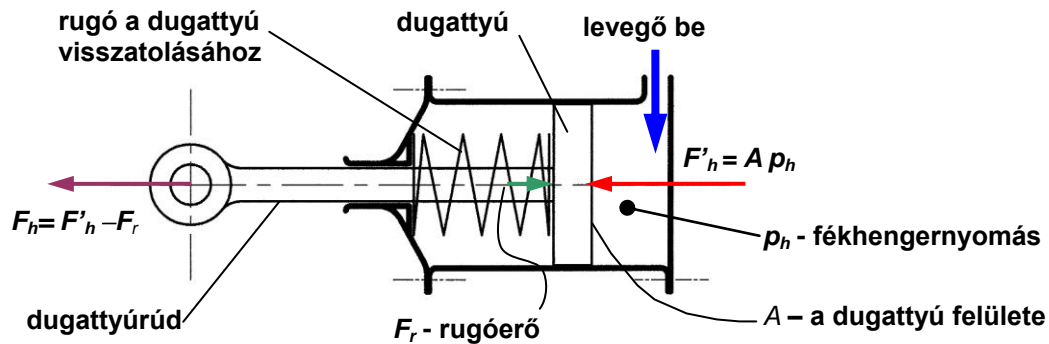 rugó a dugattyú
visszatolásához
dugattyú
levegő be
F'h = A ph
Fh= F'h –Fr
ph - fékhengernyomás
dugattyúrúd
Fr - rugóerő
A – a dugattyú felülete